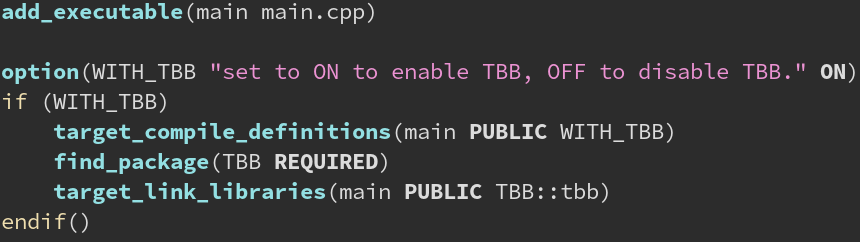 add_executable(main main.cpp)
option(WITH_TBB "set to ON to enable TBB, OFF to disable TBB." ON)
if (WITH_TBB)
target_compile_definitions(main PUBLIC WITH_TBB)
find_package(TBB REQUIRED)
target_link_libraries(main PUBLIC TBB::tbb)
endif()